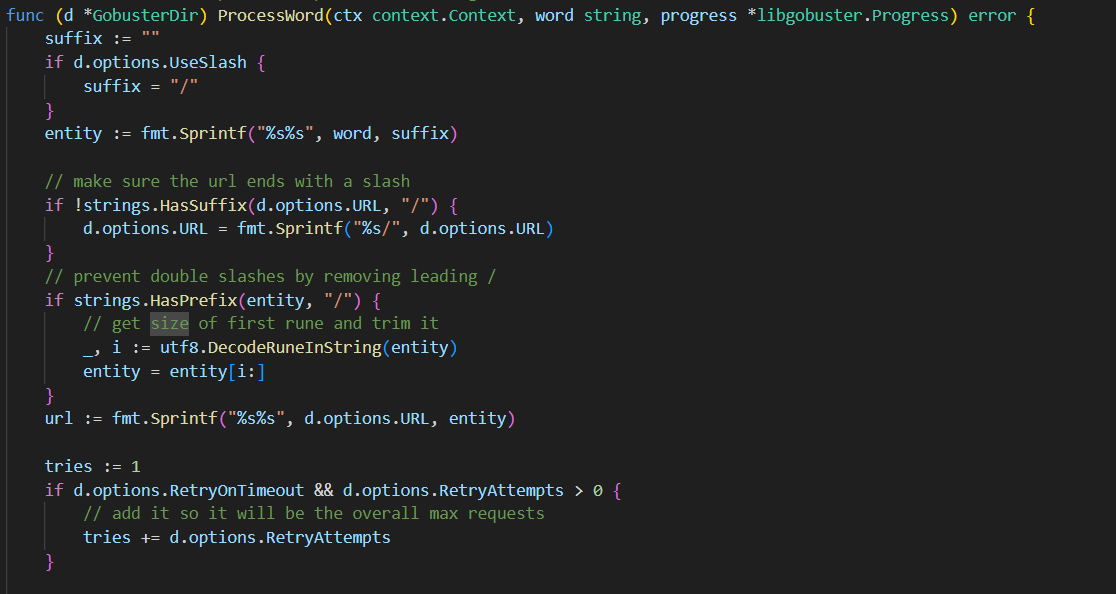 func (d *GobusterDir) ProcessWord(ctx context.Context, word string, progress *libgobuster.Progress) error {
    suffix := ""
    if d.options.UseSlash {
        suffix = "/"
    }
    entity := fmt.Sprintf("%s%s", word, suffix)

    // make sure the url ends with a slash
    if !strings.HasSuffix(d.options.URL, "/") {
        d.options.URL = fmt.Sprintf("%s/", d.options.URL)
    }
    // prevent double slashes by removing leading /
    if strings.HasPrefix(entity, "/") {
        // get size of first rune and trim it
        _, i := utf8.DecodeRuneInString(entity)
        entity = entity[i:]
    }
    url := fmt.Sprintf("%s%s", d.options.URL, entity)

    tries := 1
    if d.options.RetryOnTimeout && d.options.RetryAttempts > 0 {
        // add it so it will be the overall max requests
        tries += d.options.RetryAttempts
    }